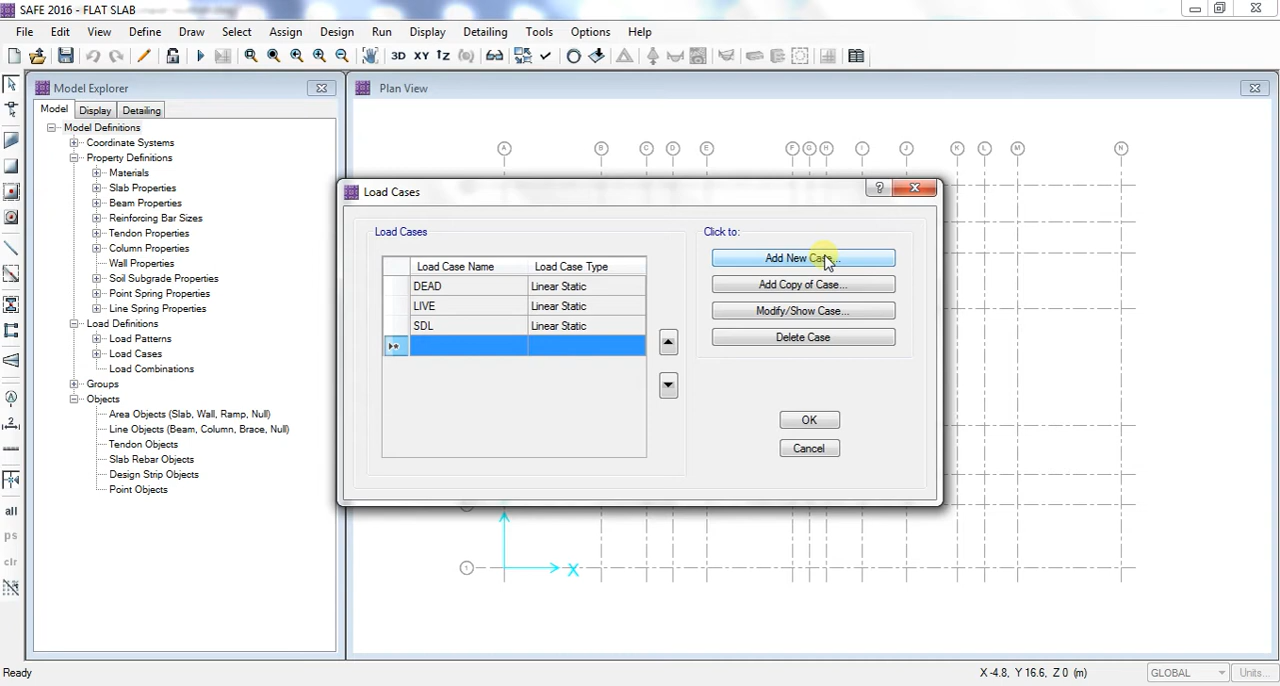 SAFE 2016 - FLAT SLAB
File Edit View Define Draw Select Assign Design Run Display Detailing Tools Options Help
3D XY
Model Explorer
Plan View
Model Display Detailing
Model Definitions
Coordinate Systems
Property Definitions
Materials
Slab Properties
Beam Properties
Reinforcing Bar Sizes
Tendon Properties
Column Properties
Wall Properties
Soil Subgrade Properties
Point Spring Properties
Line Spring Properties
Load Definitions
Load Patterns
Load Cases
Load Combinations
Groups
Objects
Area Objects (Slab, Wall, Ramp, Null)
Line Objects (Beam, Column, Brace, Null)
Tendon Objects
Slab Rebar Objects
Design Strip Objects
Point Objects
all
ps
clr
A B C D E F G H I J K L M N
Load Cases
Load Cases
Load Case Name Load Case Type
DEAD Linear Static
LIVE Linear Static
SDL Linear Static
Click to:
Add New Case...
Add Copy of Case...
Modify/Show Case...
Delete Case
OK
Cancel
1
X
Ready
X -4.8, Y 16.6, Z 0 (m)
GLOBAL
Units...